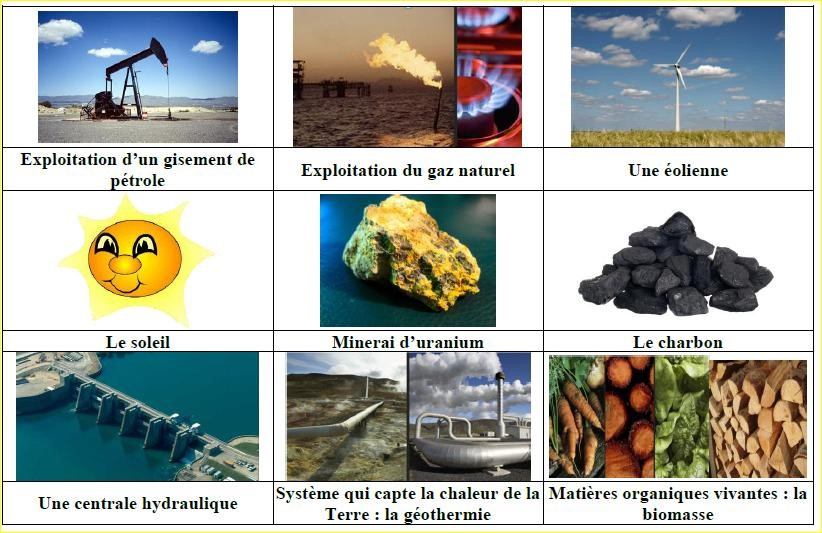 Exploitation d'un gisement de
pétrole
Exploitation du gaz naturel
Une éolienne
Le soleil
Minerai d'uranium
Le charbon
Une centrale hydraulique
Système qui capte la chaleur de la
Terre : la géothermie
Matières organiques vivantes : la
biomasse